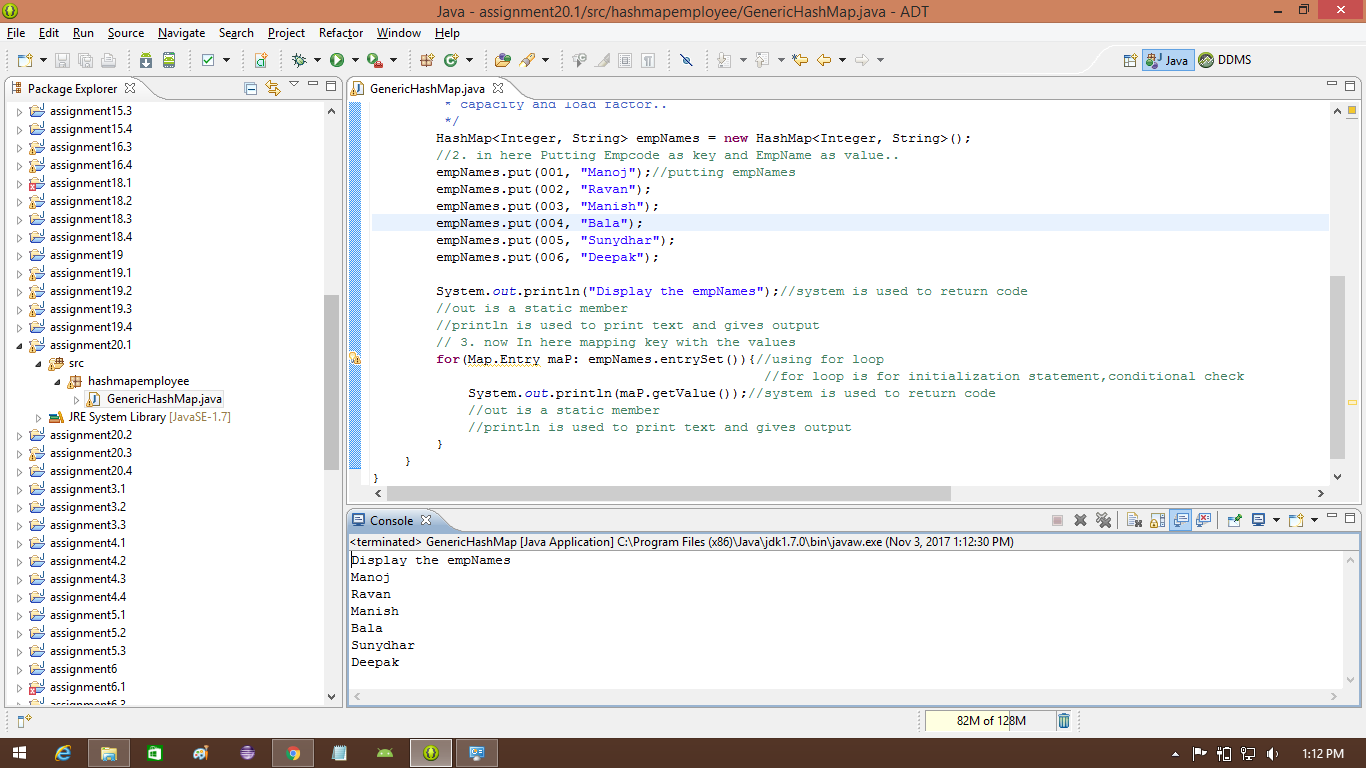 Java - assignment20.1/src/hashmapemployee/GenericHashMap.java - ADT
File Edit Run Source Navigate Search Project Refactor Window Help
Java DDMS
Package Explorer
assignment15.3
assignment15.4
assignment16.3
assignment16.4
assignment18.1
assignment18.2
assignment18.3
assignment18.4
assignment19
assignment19.1
assignment19.2
assignment19.3
assignment19.4
assignment20.1
src
hashmapemployee
GenericHashMap.java
JRE System Library [JavaSE-1.7]
assignment20.2
assignment20.3
assignment20.4
assignment3.1
assignment3.2
assignment3.3
assignment4.1
assignment4.2
assignment4.3
assignment4.4
assignment5.1
assignment5.2
assignment5.3
assignment6
assignment6.1
assignment6.3
GenericHashMap.java
* capacity and load factor..
*/
HashMap<Integer, String> empNames = new HashMap<Integer, String>();
//2. in here Putting Empcode as key and EmpName as value..
empNames.put(001, "Manoj");//putting empNames
empNames.put(002, "Ravan");
empNames.put(003, "Manish");
empNames.put(004, "Bala");
empNames.put(005, "Sunydhar");
empNames.put(006, "Deepak");
System.out.println("Display the empNames");//system is used to return code
//out is a static member
//println is used to print text and gives output
// 3. now In here mapping key with the values
for(Map.Entry maP: empNames.entrySet()){//using for loop
//for loop is for initialization statement,conditional check
System.out.println(maP.getValue());//system is used to return code
//out is a static member
//println is used to print text and gives output
}
}
}
Console
<terminated> GenericHashMap [Java Application] C:\Program Files (x86)\Java\jdk1.7.0\bin\javaw.exe (Nov 3, 2017 1:12:30 PM)
Display the empNames
Manoj
Ravan
Manish
Bala
Sunydhar
Deepak
82M of 128M
1:12 PM